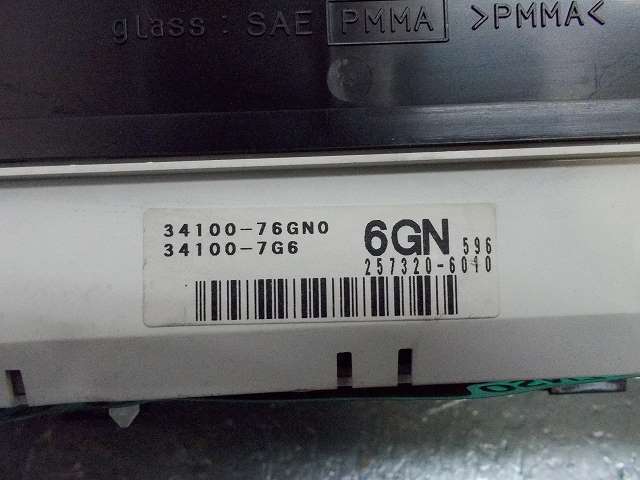 glass: SAE PMMA >PMMA<
34100-76GN0 6GN 596
34100-7G6 257320-6040